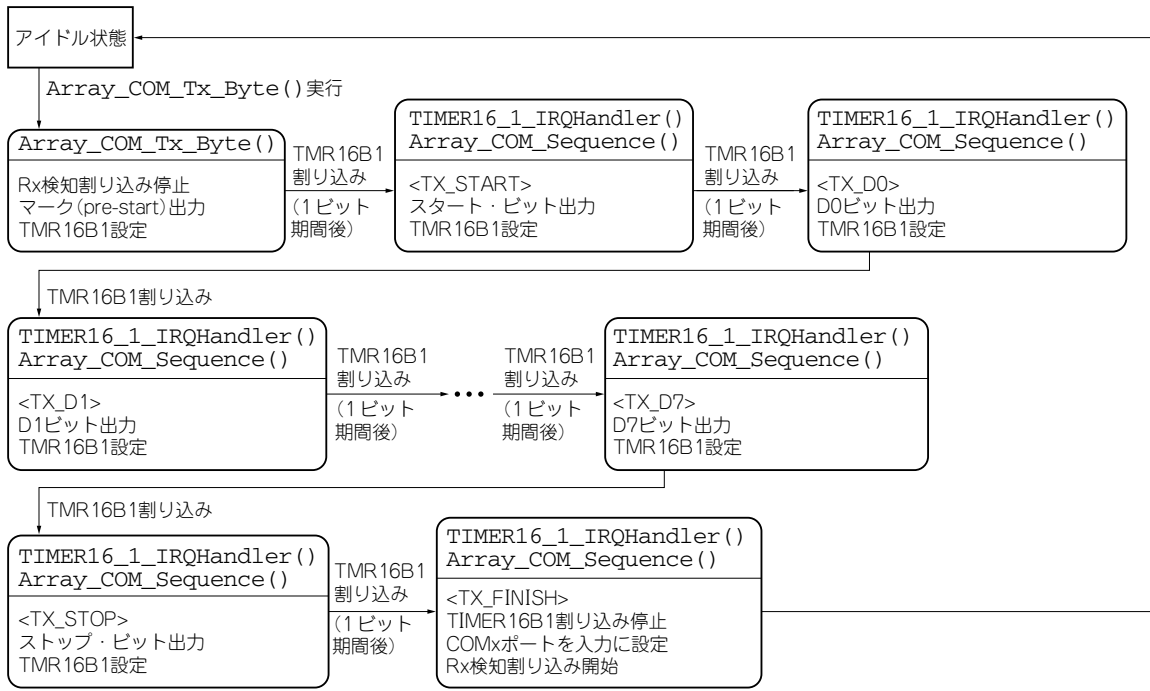 アイドル状態
Array_COM_Tx_Byte()実行
Array_COM_Tx_Byte()
Rx検知割り込み停止
マーク(pre-start)出力
TMR16B1設定
TMR16B1
割り込み
(1ビット
期間後)
TIMER16_1_IRQHandler()
Array_COM_Sequence()
<TX_START>
スタート・ビット出力
TMR16B1設定
TMR16B1
割り込み
(1ビット
期間後)
TIMER16_1_IRQHandler()
Array_COM_Sequence()
<TX_D0>
D0ビット出力
TMR16B1設定
TMR16B1割り込み
TIMER16_1_IRQHandler()
Array_COM_Sequence()
<TX_D1>
D1ビット出力
TMR16B1設定
TMR16B1
割り込み
(1ビット
期間後)
•••
TMR16B1
割り込み
(1ビット
期間後)
TIMER16_1_IRQHandler()
Array_COM_Sequence()
<TX_D7>
D7ビット出力
TMR16B1設定
TMR16B1割り込み
TIMER16_1_IRQHandler()
Array_COM_Sequence()
<TX_STOP>
ストップ・ビット出力
TMR16B1設定
TMR16B1
割り込み
(1ビット
期間後)
TIMER16_1_IRQHandler()
Array_COM_Sequence()
<TX_FINISH>
TIMER16B1割り込み停止
COMxポートを入力に設定
Rx検知割り込み開始